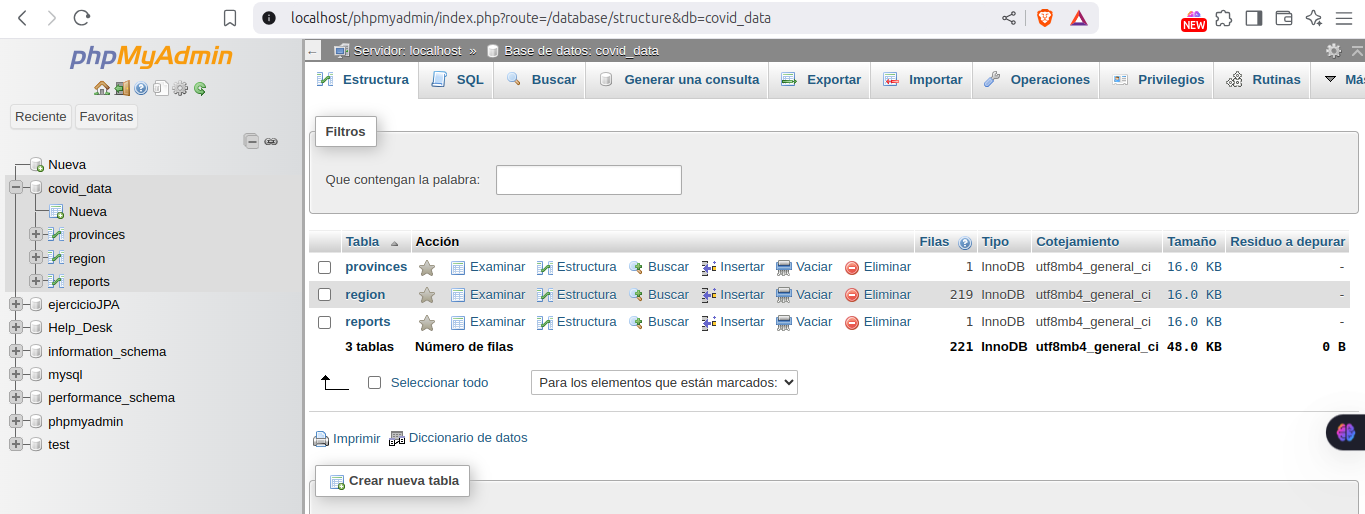 localhost/phpmyadmin/index.php?route=/database/structure&db=covid_data
NEW
phpMyAdmin
Reciente Favoritas
Nueva
covid_data
Nueva
provinces
region
reports
ejercicioJPA
Help_Desk
information_schema
mysql
performance_schema
phpmyadmin
test
Servidor: localhost » Base de datos: covid_data
Estructura SQL Buscar Generar una consulta Exportar Importar Operaciones Privilegios Rutinas Más
Filtros
Que contengan la palabra:
Tabla Acción Filas Tipo Cotejamiento Tamaño Residuo a depurar
provinces Examinar Estructura Buscar Insertar Vaciar Eliminar 1 InnoDB utf8mb4_general_ci 16.0 KB -
region Examinar Estructura Buscar Insertar Vaciar Eliminar 219 InnoDB utf8mb4_general_ci 16.0 KB -
reports Examinar Estructura Buscar Insertar Vaciar Eliminar 1 InnoDB utf8mb4_general_ci 16.0 KB -
3 tablas Número de filas 221 InnoDB utf8mb4_general_ci 48.0 KB 0 B
Seleccionar todo Para los elementos que están marcados:
Imprimir Diccionario de datos
Crear nueva tabla